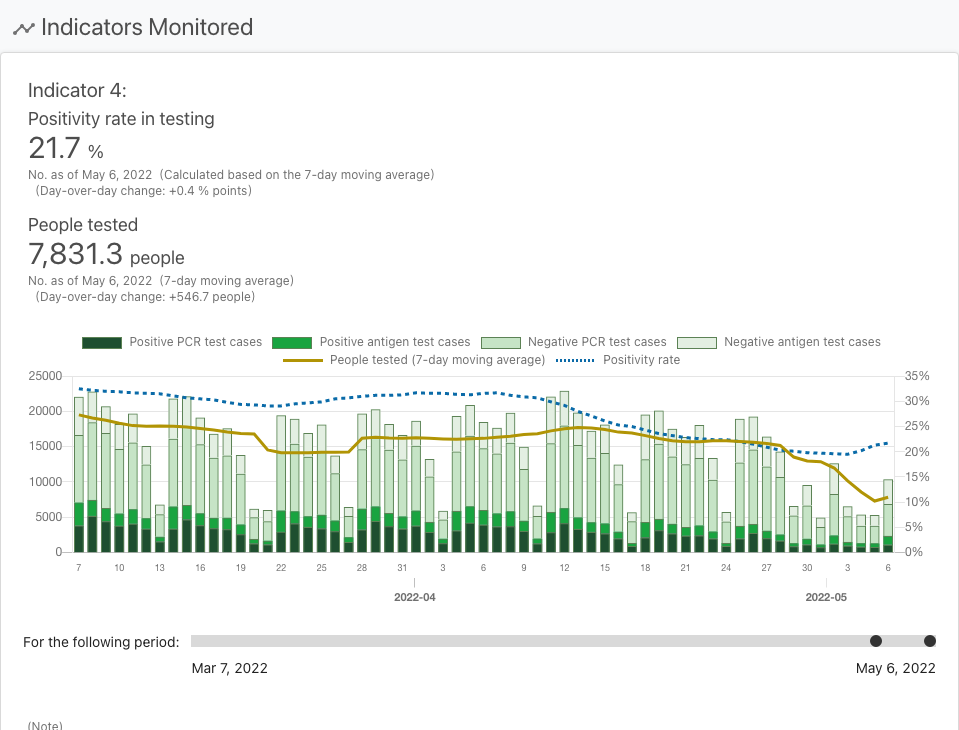 Indicators Monitored
Indicator 4:
Positivity rate in testing
21.7 %
No. as of May 6, 2022 (Calculated based on the 7-day moving average)
(Day-over-day change: +0.4 % points)
People tested
7,831.3 people
No. as of May 6, 2022 (7-day moving average)
(Day-over-day change: +546.7 people)
Positive PCR test cases Positive antigen test cases Negative PCR test cases Negative antigen test cases
People tested (7-day moving average) Positivity rate
25000 35%
20000 30%
15000 25%
10000 20%
5000 15%
0 10%
5%
0%
7 10 13 16 19 22 25 28 31 3 6 9 12 15 18 21 24 27 30 3 6
2022-04 2022-05
For the following period:
Mar 7, 2022 May 6, 2022
(Note)